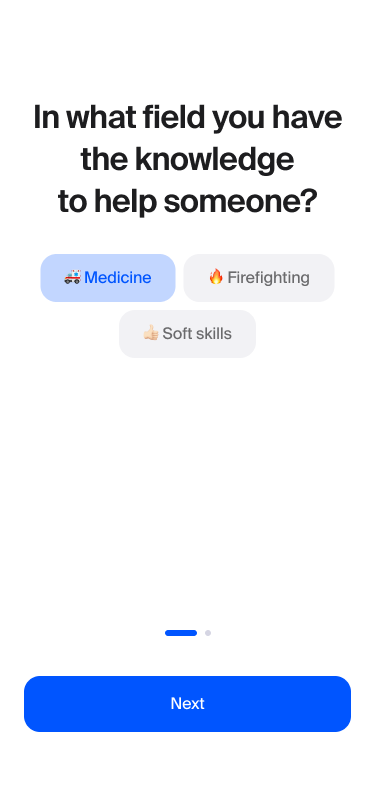 In what field you have
the knowledge
to help someone?
🚑 Medicine
🔥 Firefighting
👍🏻 Soft skills
Next